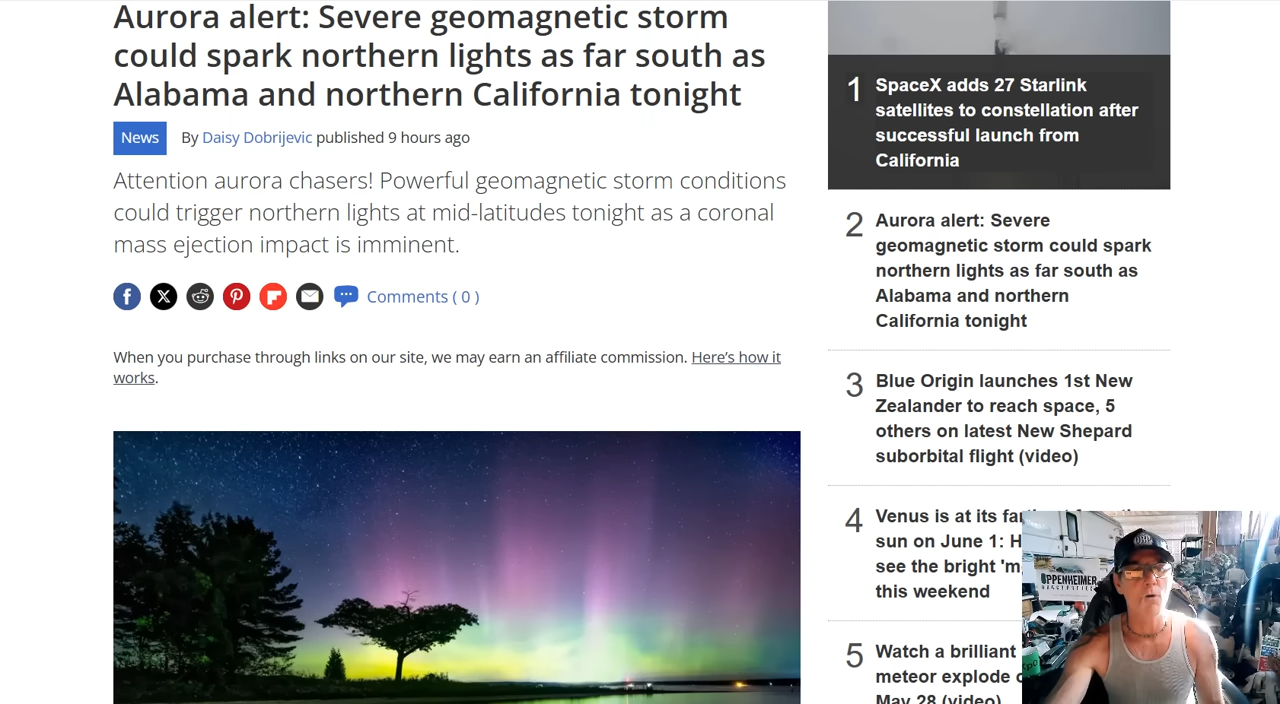 Aurora alert: Severe geomagnetic storm
could spark northern lights as far south as
Alabama and northern California tonight
News
By Daisy Dobrijevic published 9 hours ago
Attention aurora chasers! Powerful geomagnetic storm conditions
could trigger northern lights at mid-latitudes tonight as a coronal
mass ejection impact is imminent.
Comments ( 0 )
When you purchase through links on our site, we may earn an affiliate commission. Here's how it
works.
1
SpaceX adds 27 Starlink
satellites to constellation after
successful launch from
California
2
Aurora alert: Severe
geomagnetic storm could spark
northern lights as far south as
Alabama and northern
California tonight
3
Blue Origin launches 1st New
Zealander to reach space, 5
others on latest New Shepard
suborbital flight (video)
4
Venus is at its
sun on June 1:
see the bright
this weekend
5
Watch a brilliant
meteor explode
May 28 (video)
OPPENHEIMER